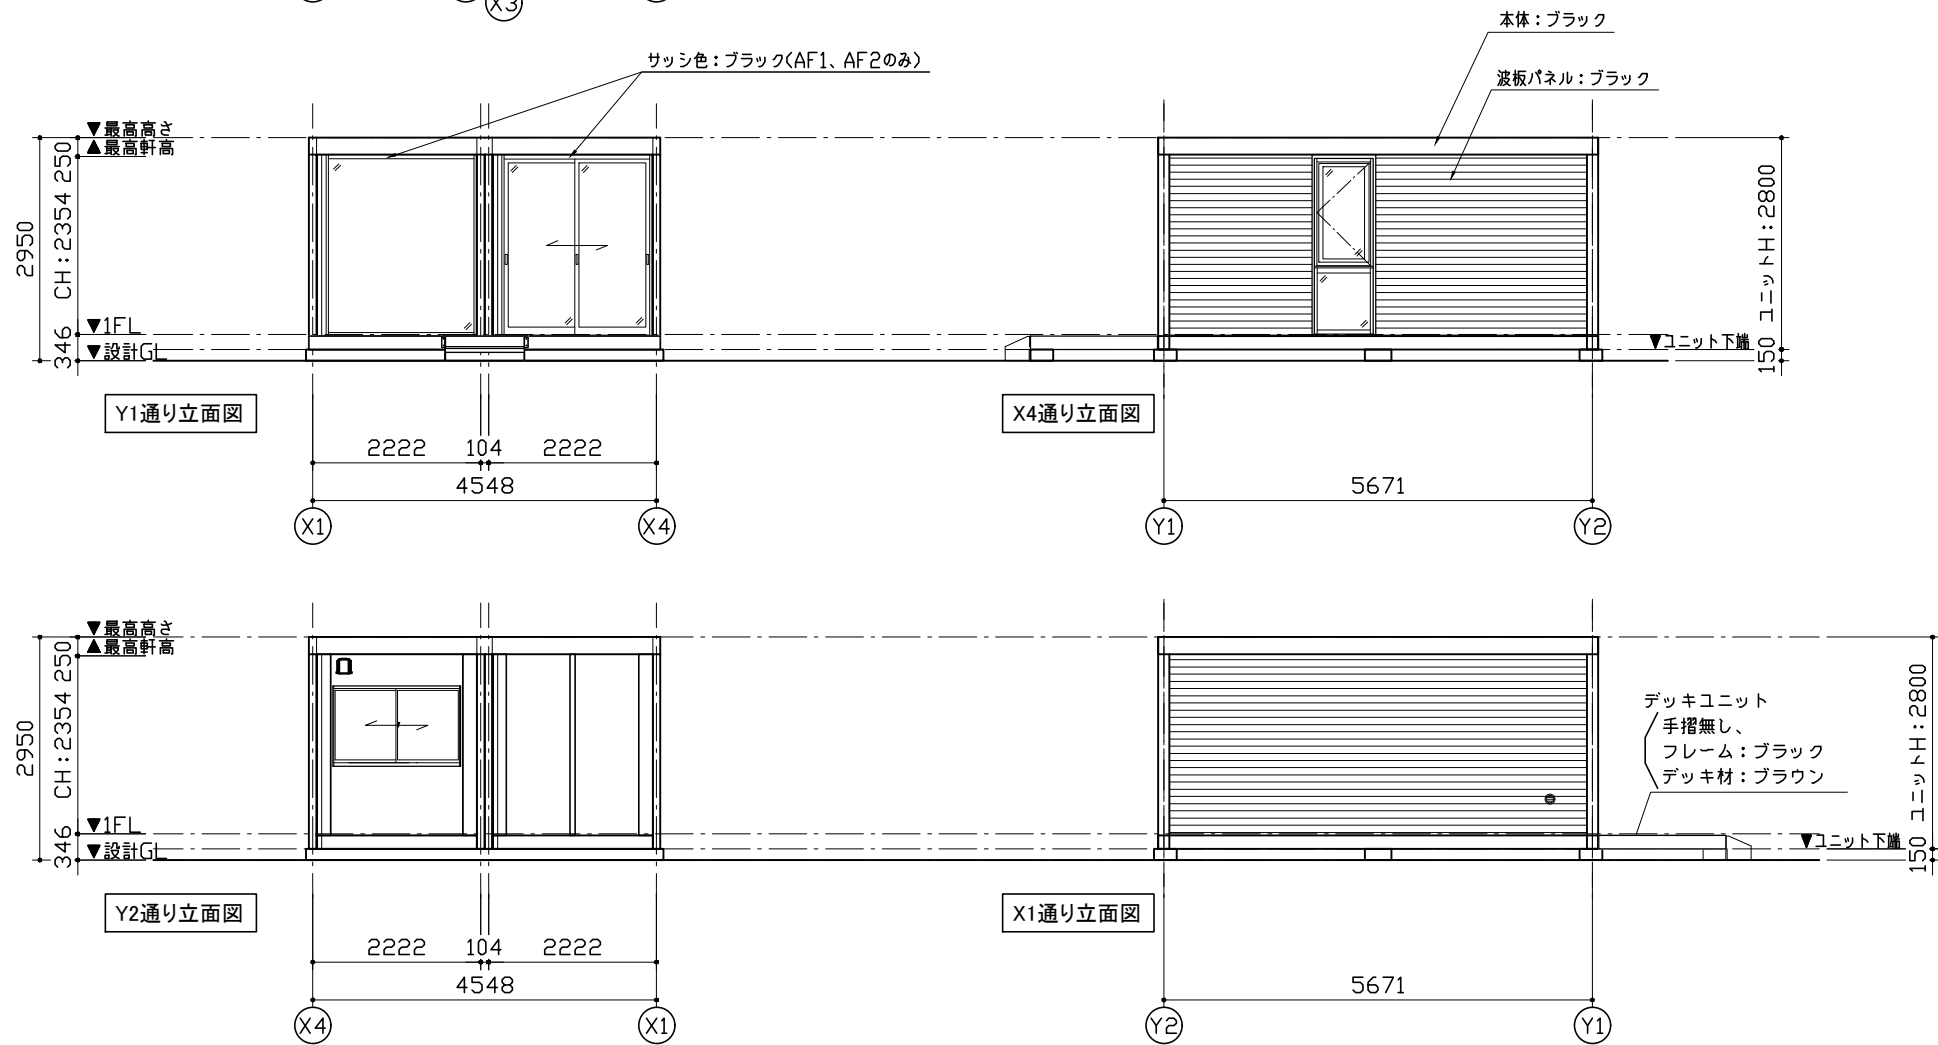 X3
サッシ色：ブラック(AF1、AF2のみ)
本体：ブラック
波板パネル：ブラック
▼最高高さ
▲最高軒高
2950
250
CH：2354
346
▼1FL
▼設計GL
ユニットH：2800
150
▼ユニット下端
Y1通り立面図
X4通り立面図
2222 104 2222
4548
5671
X1 X4
Y1 Y2
▼最高高さ
▲最高軒高
2950
250
CH：2354
346
▼1FL
▼設計GL
デッキユニット
手摺無し、
フレーム：ブラック
デッキ材：ブラウン
ユニットH：2800
150
▼ユニット下端
Y2通り立面図
X1通り立面図
2222 104 2222
4548
5671
X4 X1
Y2 Y1